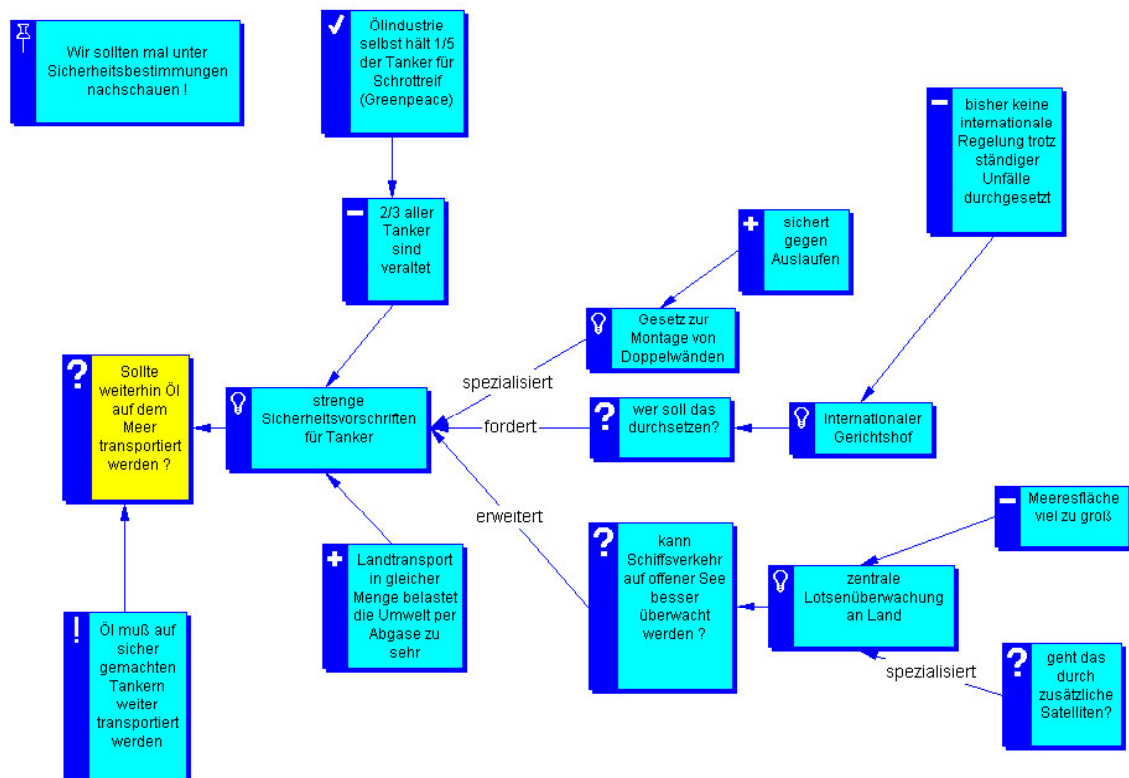 Wir sollten mal unter
Sicherheitsbestimmungen
nachschauen !
Ölindustrie
selbst hält 1/5
der Tanker für
Schrottreif
(Greenpeace)
bisher keine
internationale
Regelung trotz
ständiger
Unfälle
durchgesetzt
2/3 aller
Tanker
sind
veraltet
sichert
gegen
Auslaufen
Gesetz zur
Montage von
Doppelwänden
spezialisiert
Sollte
weiterhin Öl
auf dem
Meer
transportiert
werden ?
strenge
Sicherheitsvorschriften
für Tanker
fordert
wer soll das
durchsetzen?
Internationaler
Gerichtshof
erweitert
Meeresfläche
viel zu groß
kann
Schiffsverkehr
auf offener See
besser
überwacht
werden ?
zentrale
Lotsenüberwachung
an Land
Landtransport
in gleicher
Menge belastet
die Umwelt per
Abgase zu
sehr
Öl muß auf
sicher
gemachten
Tankern
weiter
transportiert
werden
spezialisiert
geht das
durch
zusätzliche
Satelliten?